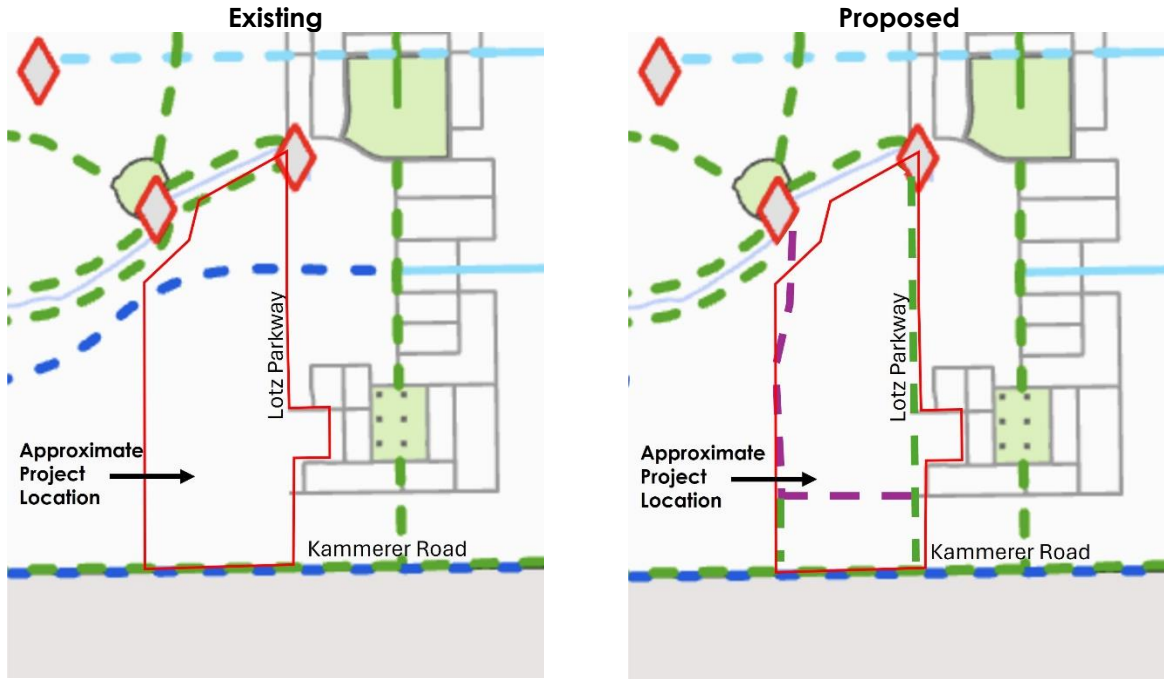 Existing
Lotz Parkway
Approximate
Project
Location
Kammerer Road
Proposed
Lotz Parkway
Approximate
Project
Location
Kammerer Road